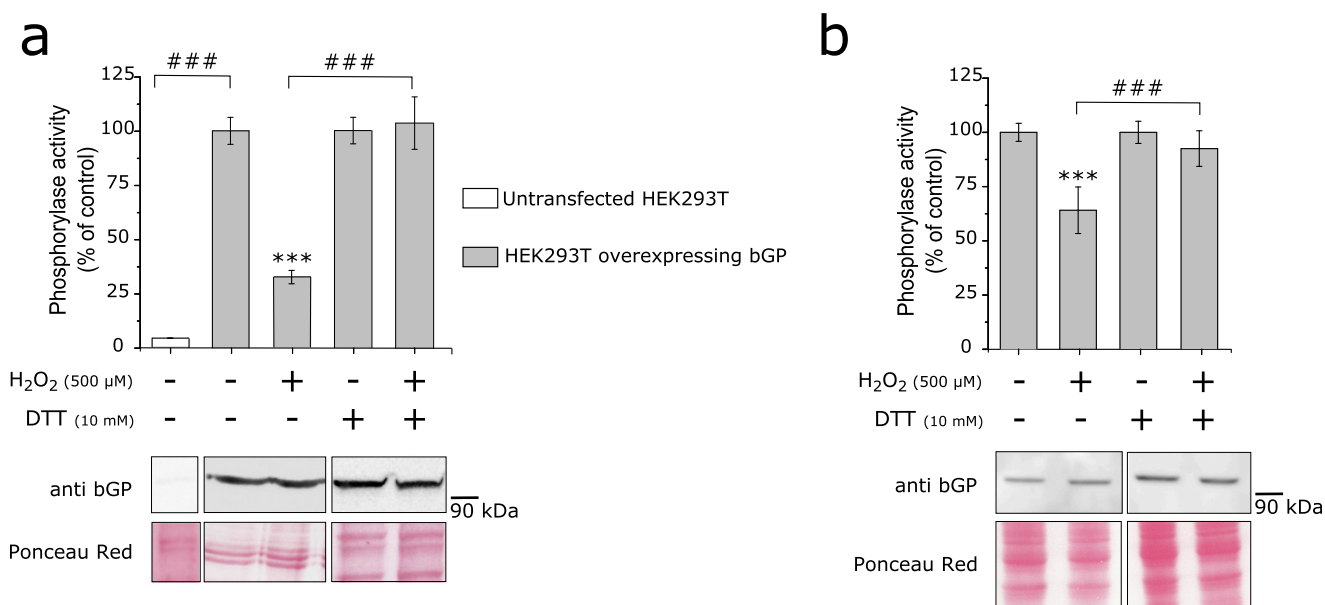 a
###
###
125
100
75
50
25
0
Phosphorylase activity
(% of control)
***
Untransfected HEK293T
HEK293T overexpressing bGP
H₂O₂ (500 µM) - - + - +
DTT (10 mM) - - - + +
anti bGP
90 kDa
Ponceau Red
b
###
125
100
75
50
25
0
Phosphorylase activity
(% of control)
***
H₂O₂ (500 µM) - + - +
DTT (10 mM) - - + +
anti bGP
90 kDa
Ponceau Red